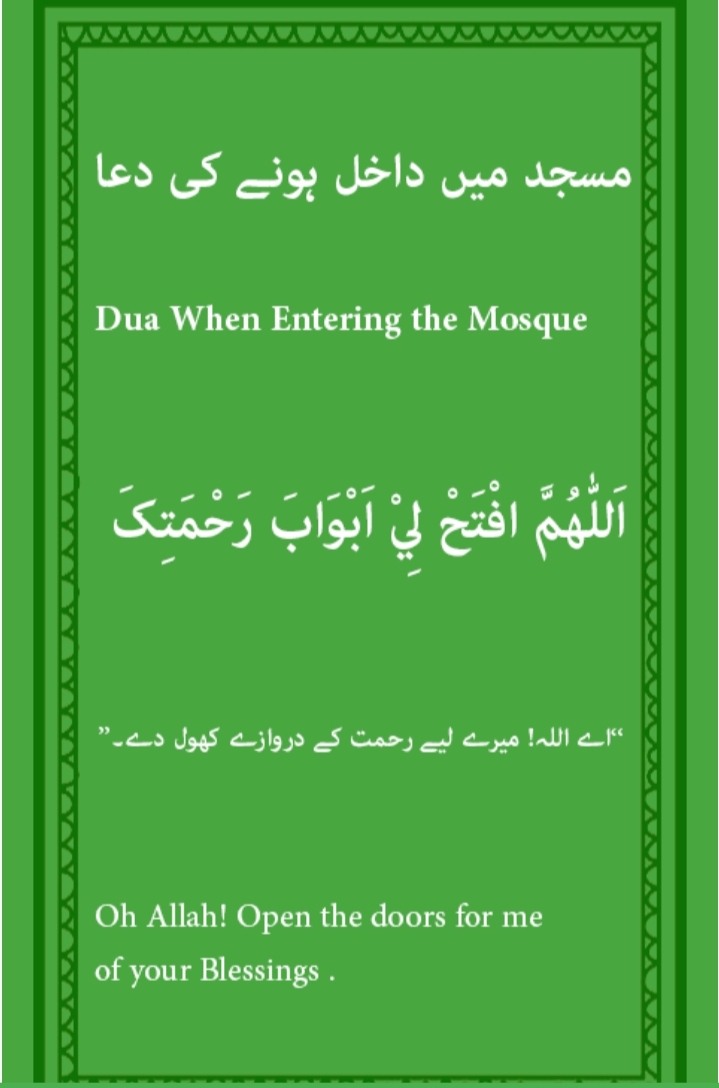 مسجد میں داخل ہونے کی دعا
Dua When Entering the Mosque
اَللّٰهُمَّ افْتَحْ لِيْ اَبْوَابَ رَحْمَتِکَ
“اے اللہ! میرے لیے رحمت کے دروازے کھول دے۔”
Oh Allah! Open the doors for me
of your Blessings .